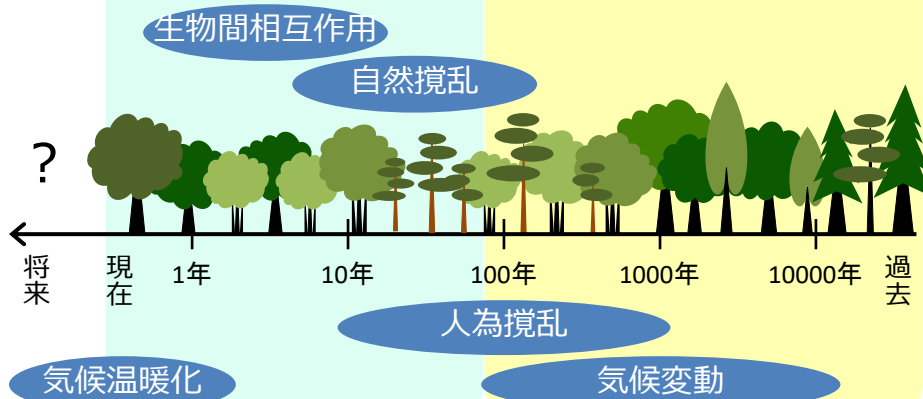 生物間相互作用
自然撹乱
?
1年
10年
100年
1000年
10000年
将来
現在
過去
人為撹乱
気候温暖化
気候変動